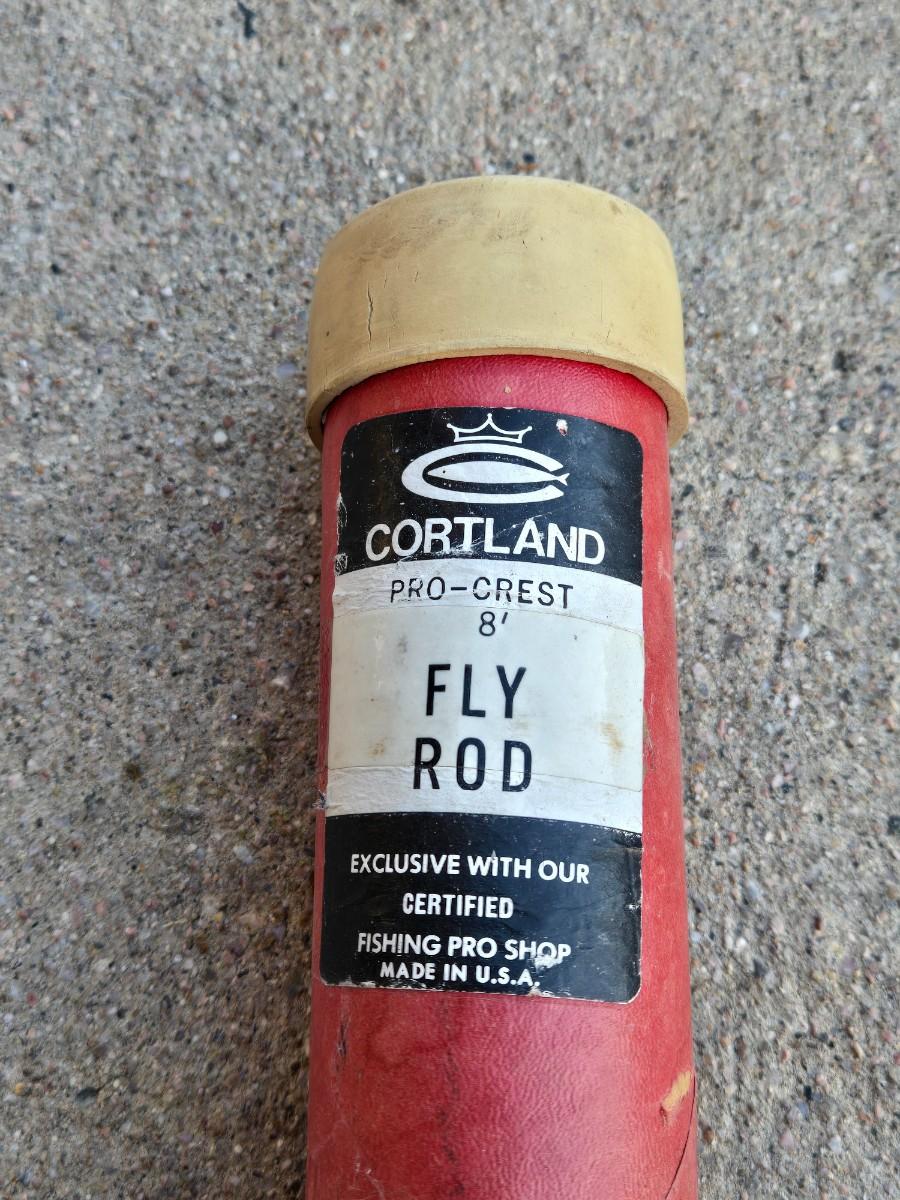 CORTLAND
PRO-CREST
8'
FLY
ROD
EXCLUSIVE WITH OUR
CERTIFIED
FISHING PRO SHOP
MADE IN U.S.A.